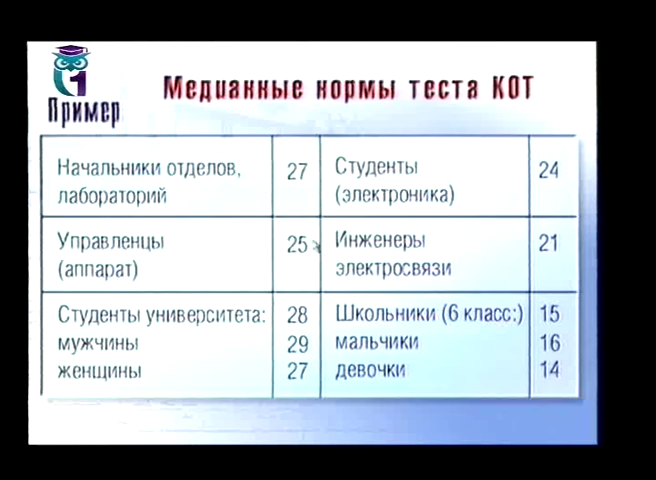 1
Медианные нормы теста КОТ
Пример
Начальники отделов, 27
лабораторий
Студенты 24
(электроника)
Управленцы 25
(аппарат)
Инженеры 21
электросвязи
Студенты университета: 28
мужчины 29
женщины 27
Школьники (6 класс:) 15
мальчики 16
девочки 14